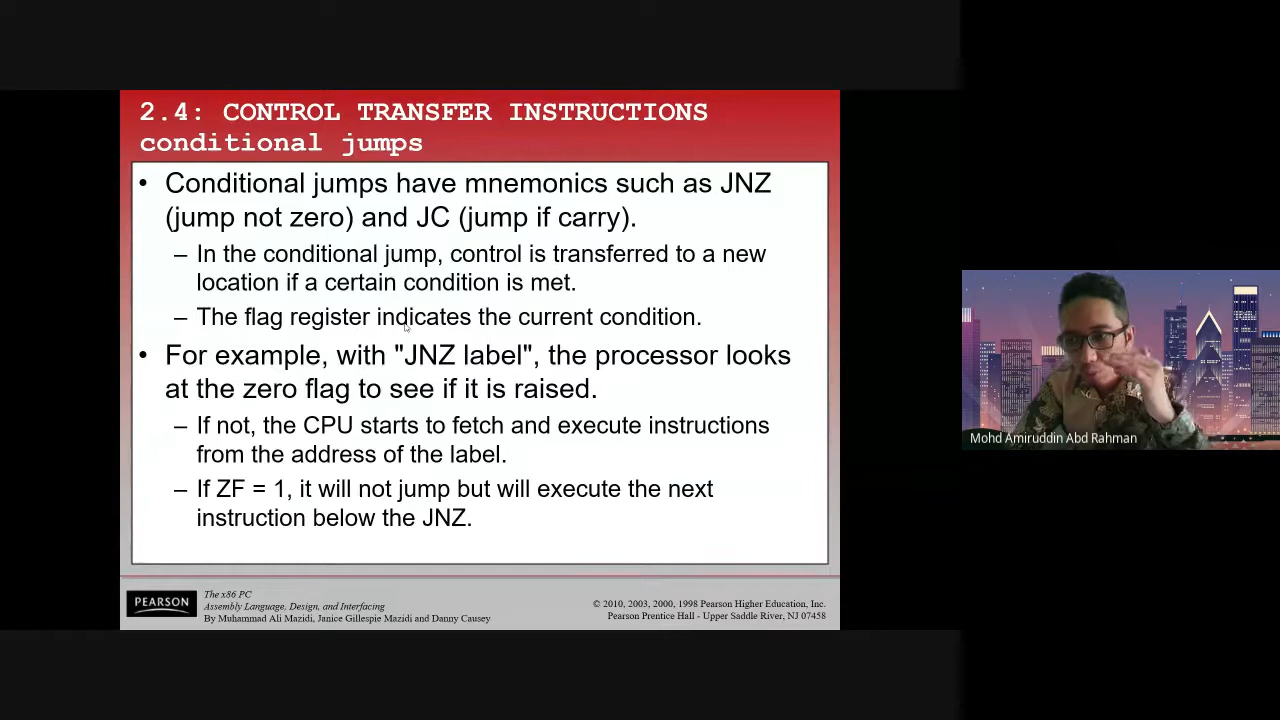 2.4: CONTROL TRANSFER INSTRUCTIONS
conditional jumps
• Conditional jumps have mnemonics such as JNZ
(jump not zero) and JC (jump if carry).
– In the conditional jump, control is transferred to a new
location if a certain condition is met.
– The flag register indicates the current condition.
• For example, with "JNZ label", the processor looks
at the zero flag to see if it is raised.
– If not, the CPU starts to fetch and execute instructions
from the address of the label.
– If ZF = 1, it will not jump but will execute the next
instruction below the JNZ.
PEARSON
The x86 PC
Assembly Language, Design, and Interfacing
By Muhammad Ali Mazidi, Janice Gillespie Mazidi and Danny Causey
© 2010, 2003, 2000, 1998 Pearson Higher Education, Inc.
Pearson Prentice Hall - Upper Saddle River, NJ 07458
Mohd Amiruddin Abd Rahman